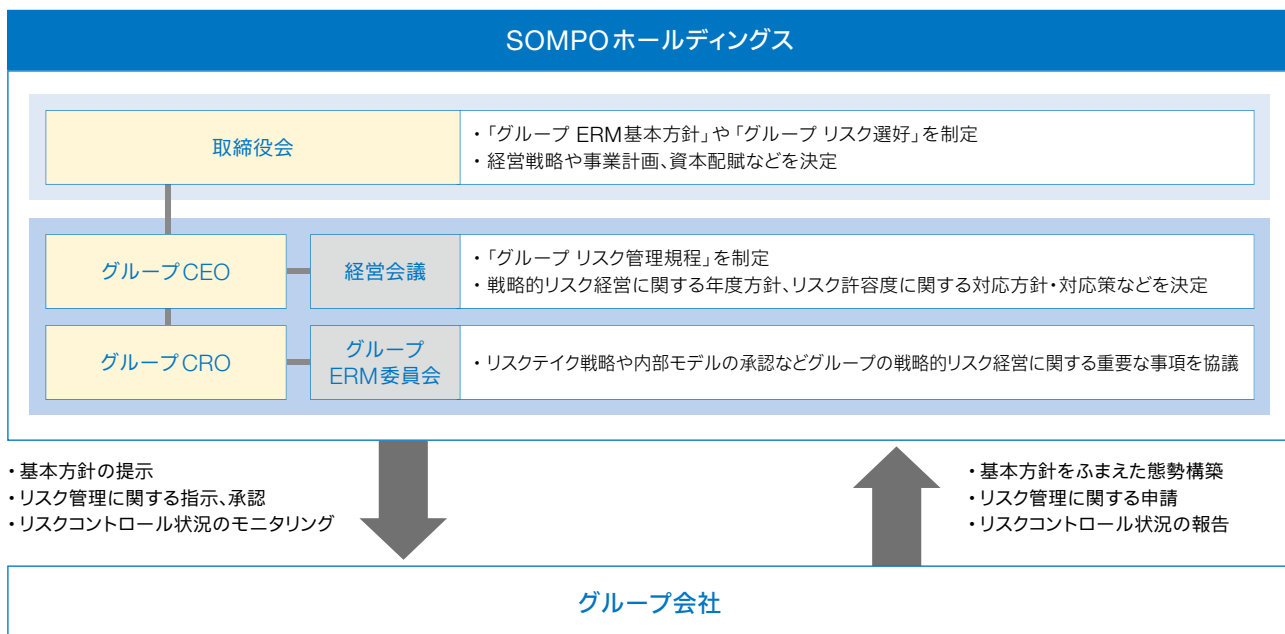 SOMPOホールディングス
取締役会
・「グループ ERM基本方針」や「グループ リスク選好」を制定
・経営戦略や事業計画、資本配賦などを決定
グループCEO
経営会議
・「グループ リスク管理規程」を制定
・戦略的リスク経営に関する年度方針、リスク許容度に関する対応方針・対応策などを決定
グループCRO
グループ
ERM委員会
・リスクテイク戦略や内部モデルの承認などグループの戦略的リスク経営に関する重要な事項を協議
・基本方針の提示
・リスク管理に関する指示、承認
・リスクコントロール状況のモニタリング
・基本方針をふまえた態勢構築
・リスク管理に関する申請
・リスクコントロール状況の報告
グループ会社